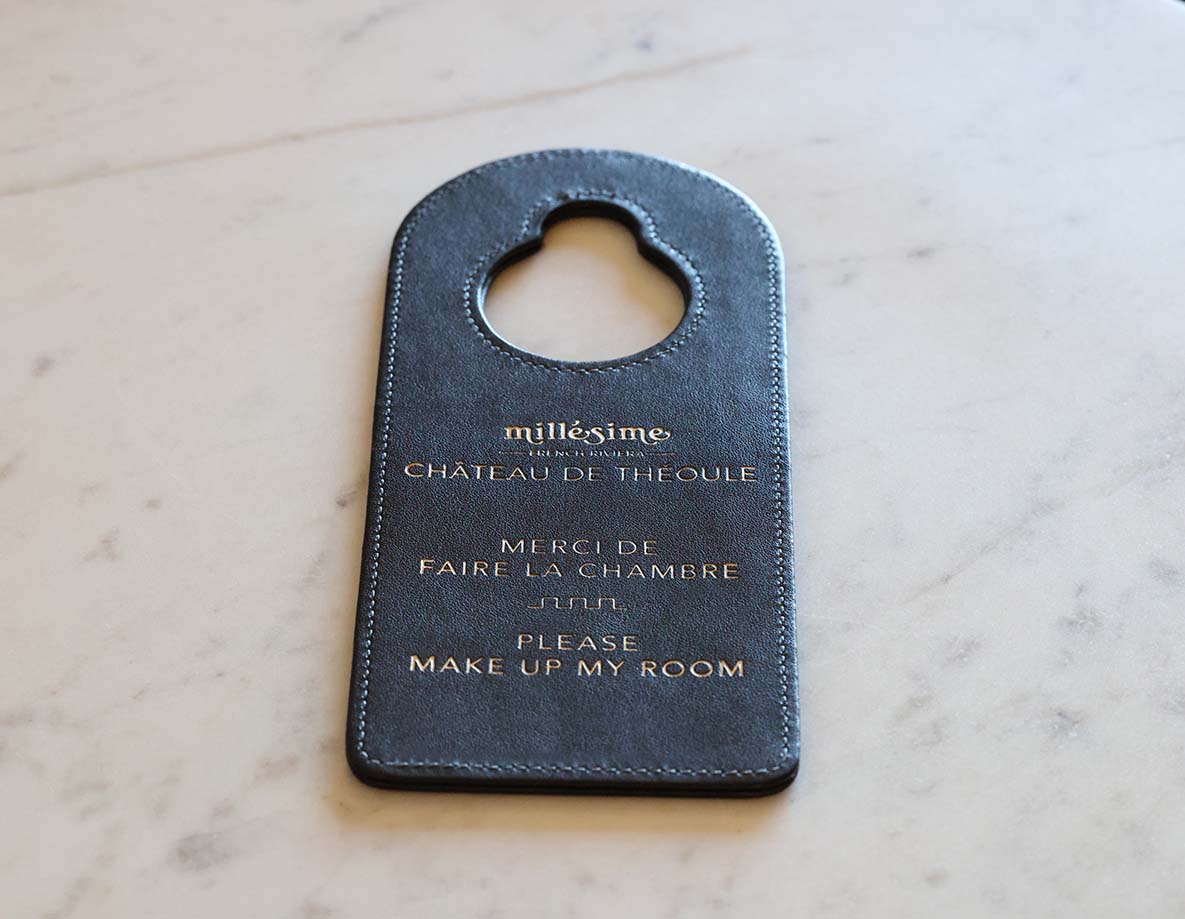 millésime
FRENCH RIVIERA
CHÂTEAU DE THÉOULE
MERCI DE
FAIRE LA CHAMBRE
PLEASE
MAKE UP MY ROOM